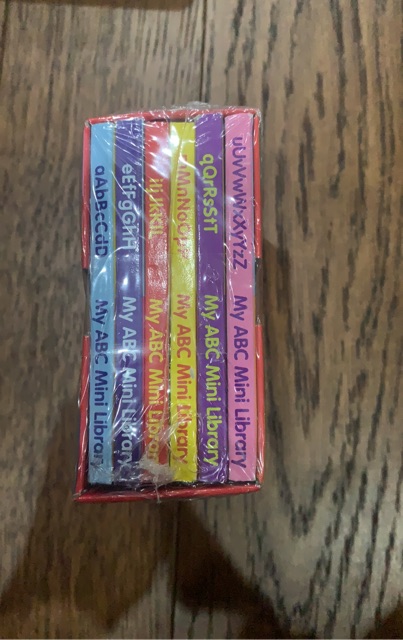 aAbBcCdD My ABC Mini Library
eEfFgGhH My ABC Mini Library
iIjJkKlL My ABC Mini Library
mMnNoOpP My ABC Mini Library
qQrRsStT My ABC Mini Library
uUvVwWxXyYzZ My ABC Mini Library